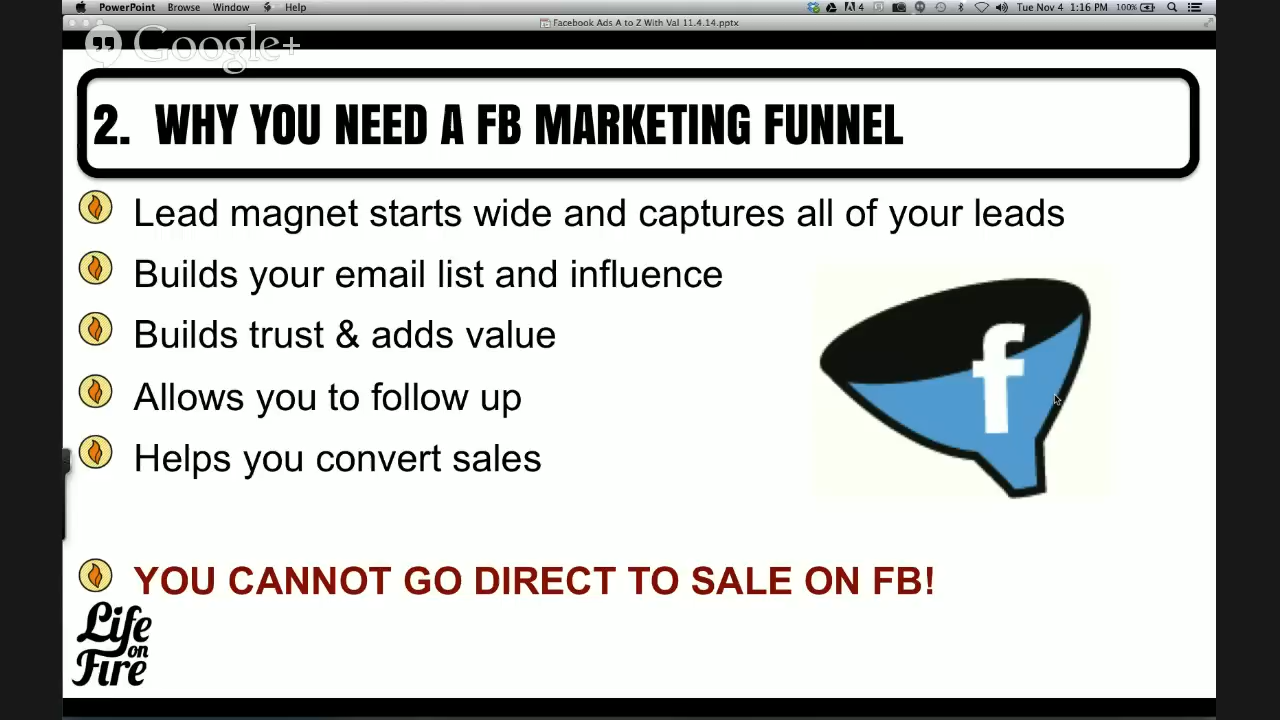 PowerPoint Browse Window Help
4 Tue Nov 4 1:16 PM 100%
Facebook Ads A to Z With Val 11.4.14.pptx
Google+
2. WHY YOU NEED A FB MARKETING FUNNEL
Lead magnet starts wide and captures all of your leads
Builds your email list and influence
Builds trust & adds value
Allows you to follow up
Helps you convert sales
f
YOU CANNOT GO DIRECT TO SALE ON FB!
Life
on
Fire